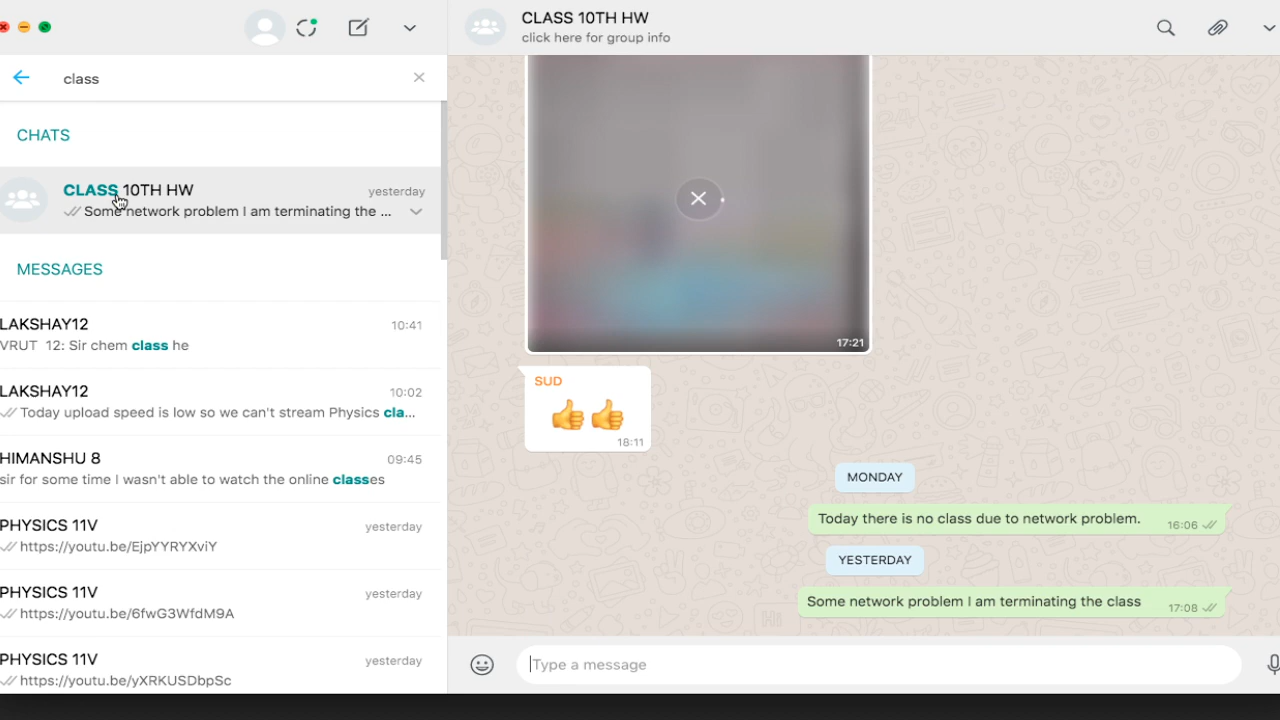 class
CHATS
CLASS 10TH HW
yesterday
Some network problem I am terminating the ...
MESSAGES
LAKSHAY12
10:41
VRUT 12: Sir chem class he
LAKSHAY12
10:02
Today upload speed is low so we can't stream Physics cla...
HIMANSHU 8
09:45
sir for some time I wasn't able to watch the online classes
PHYSICS 11V
yesterday
https://youtu.be/EjpYYRYXviY
PHYSICS 11V
yesterday
https://youtu.be/6fwG3WfdM9A
PHYSICS 11V
yesterday
https://youtu.be/yXRKUSDbpSc
CLASS 10TH HW
click here for group info
17:21
SUD
18:11
MONDAY
Today there is no class due to network problem.
16:06
YESTERDAY
Some network problem I am terminating the class
17:08
Type a message